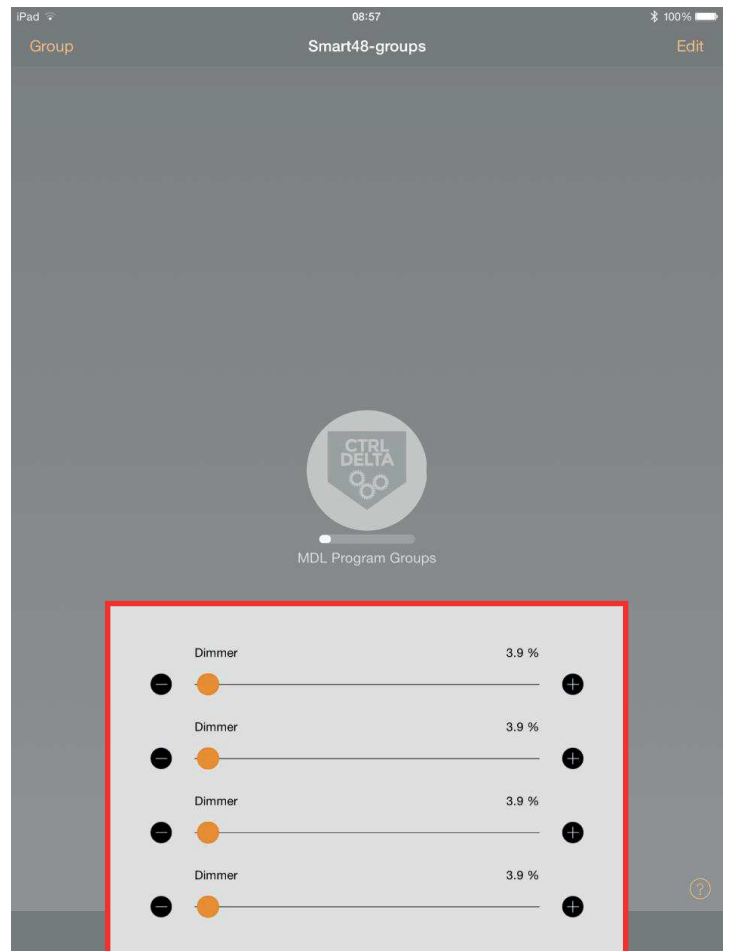 iPad 08:57 100%
Group Smart48-groups Edit
CTRL
DELTA
MDL Program Groups
Dimmer 3.9 %
Dimmer 3.9 %
Dimmer 3.9 %
Dimmer 3.9 %
?